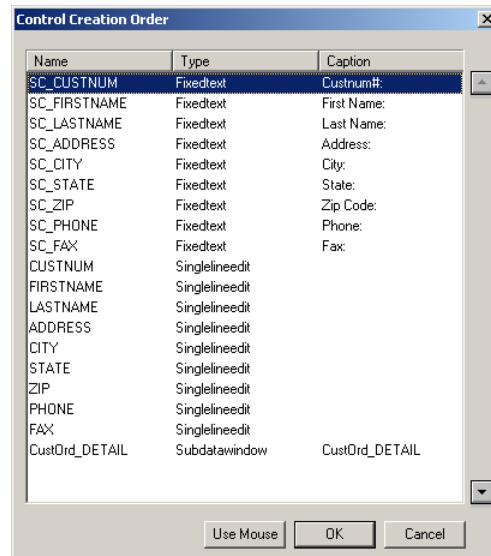 Control Creation Order
Name Type Caption
SC_CUSTNUM Fixedtext Custnum#:
SC_FIRSTNAME Fixedtext First Name:
SC_LASTNAME Fixedtext Last Name:
SC_ADDRESS Fixedtext Address:
SC_CITY Fixedtext City:
SC_STATE Fixedtext State:
SC_ZIP Fixedtext Zip Code:
SC_PHONE Fixedtext Phone:
SC_FAX Fixedtext Fax:
CUSTNUM Singlelineedit
FIRSTNAME Singlelineedit
LASTNAME Singlelineedit
ADDRESS Singlelineedit
CITY Singlelineedit
STATE Singlelineedit
ZIP Singlelineedit
PHONE Singlelineedit
FAX Singlelineedit
CustOrd_DETAIL Subdatawindow CustOrd_DETAIL
Use Mouse OK Cancel